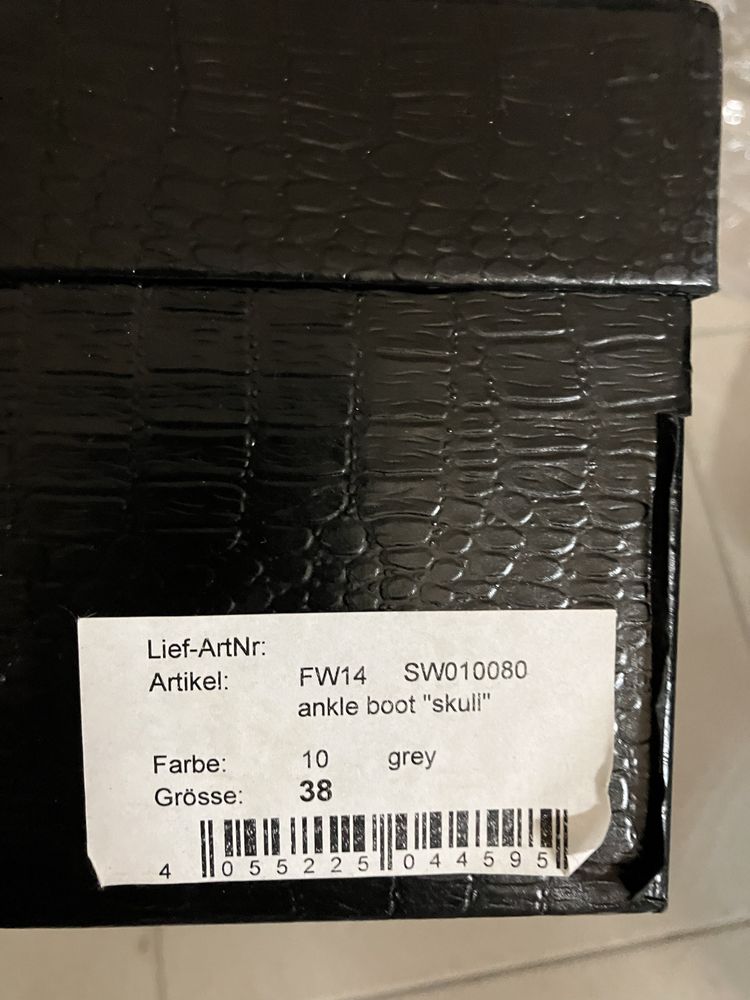 Lief-ArtNr:
Artikel: FW14 SW010080
ankle boot "skull"
Farbe: 10 grey
Grösse: 38
4 055225 044595